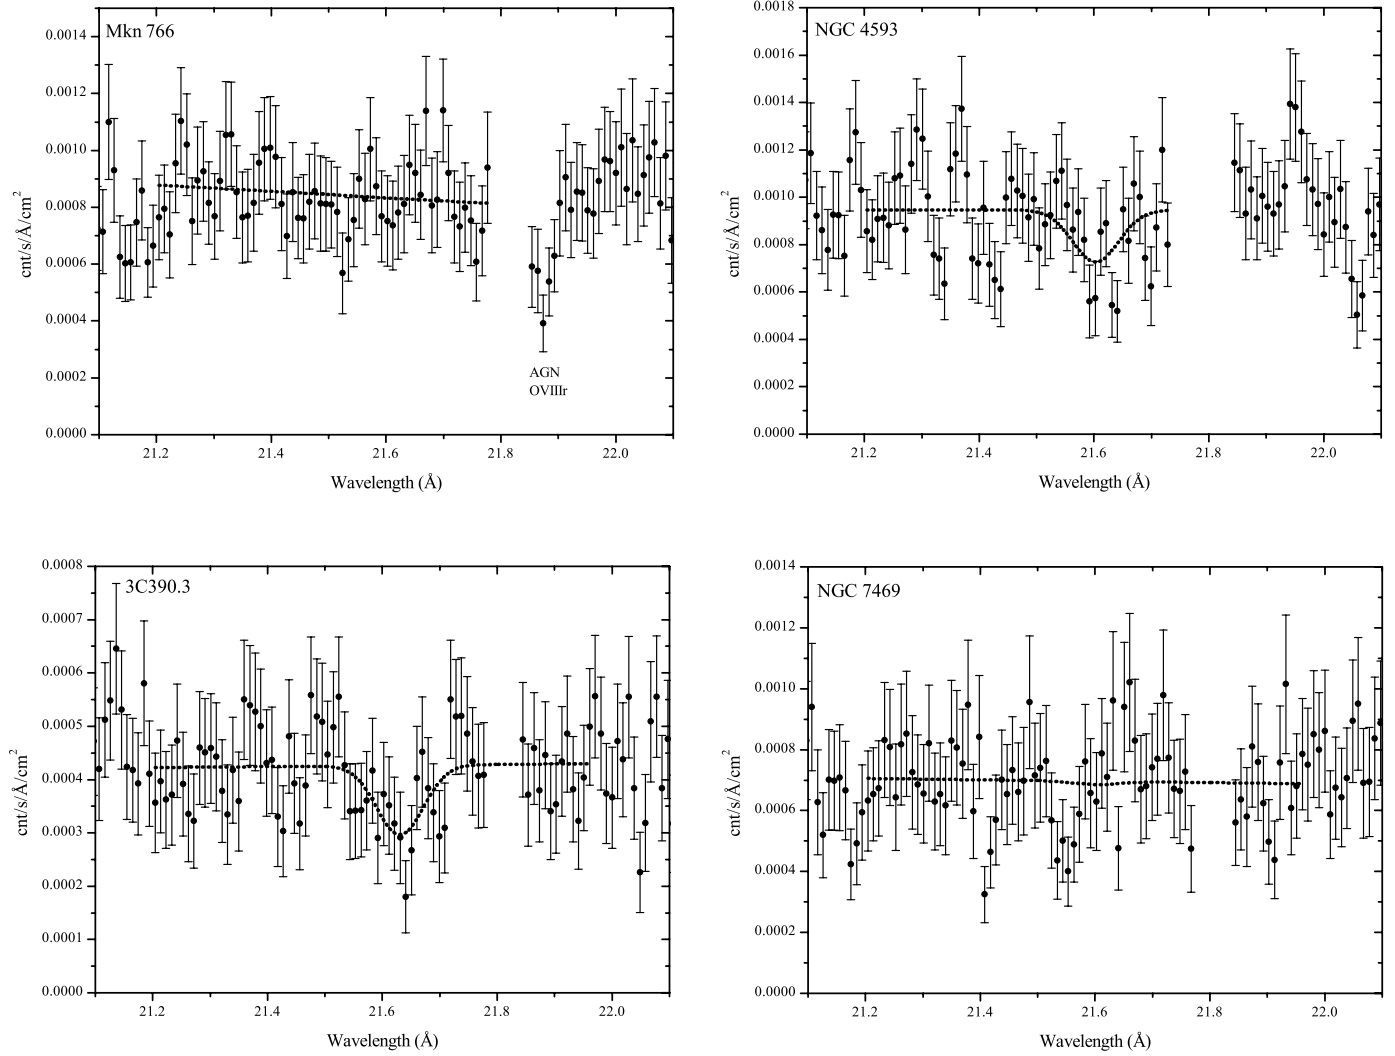 Mkn 766
0.0014
0.0012
0.0010
0.0008
0.0006
0.0004
0.0002
0.0000
cnt/s/Å/cm²
AGN
OVIIIr
21.2 21.4 21.6 21.8 22.0
Wavelength (Å)
NGC 4593
0.0018
0.0016
0.0014
0.0012
0.0010
0.0008
0.0006
0.0004
0.0002
0.0000
cnt/s/Å/cm²
21.2 21.4 21.6 21.8 22.0
Wavelength (Å)
3C390.3
0.0008
0.0007
0.0006
0.0005
0.0004
0.0003
0.0002
0.0001
0.0000
cnt/s/Å/cm²
21.2 21.4 21.6 21.8 22.0
Wavelength (Å)
NGC 7469
0.0014
0.0012
0.0010
0.0008
0.0006
0.0004
0.0002
0.0000
cnt/s/Å/cm²
21.2 21.4 21.6 21.8 22.0
Wavelength (Å)